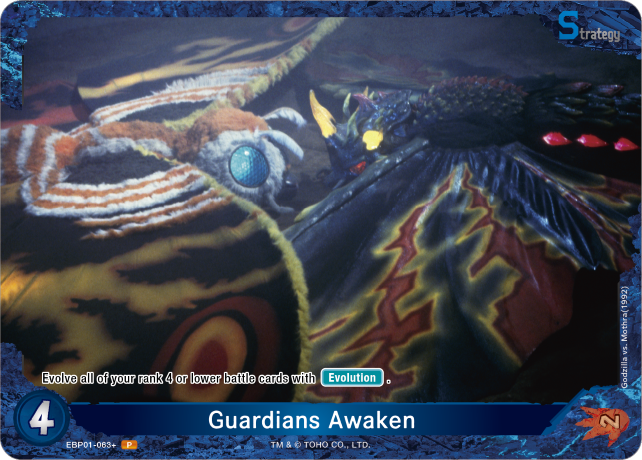 Strategy
Godzilla vs. Mothra(1992)
Evolve all of your rank 4 or lower battle cards with Evolution .
4
Guardians Awaken
2
EBP01-063+ P
TM & © TOHO CO., LTD.